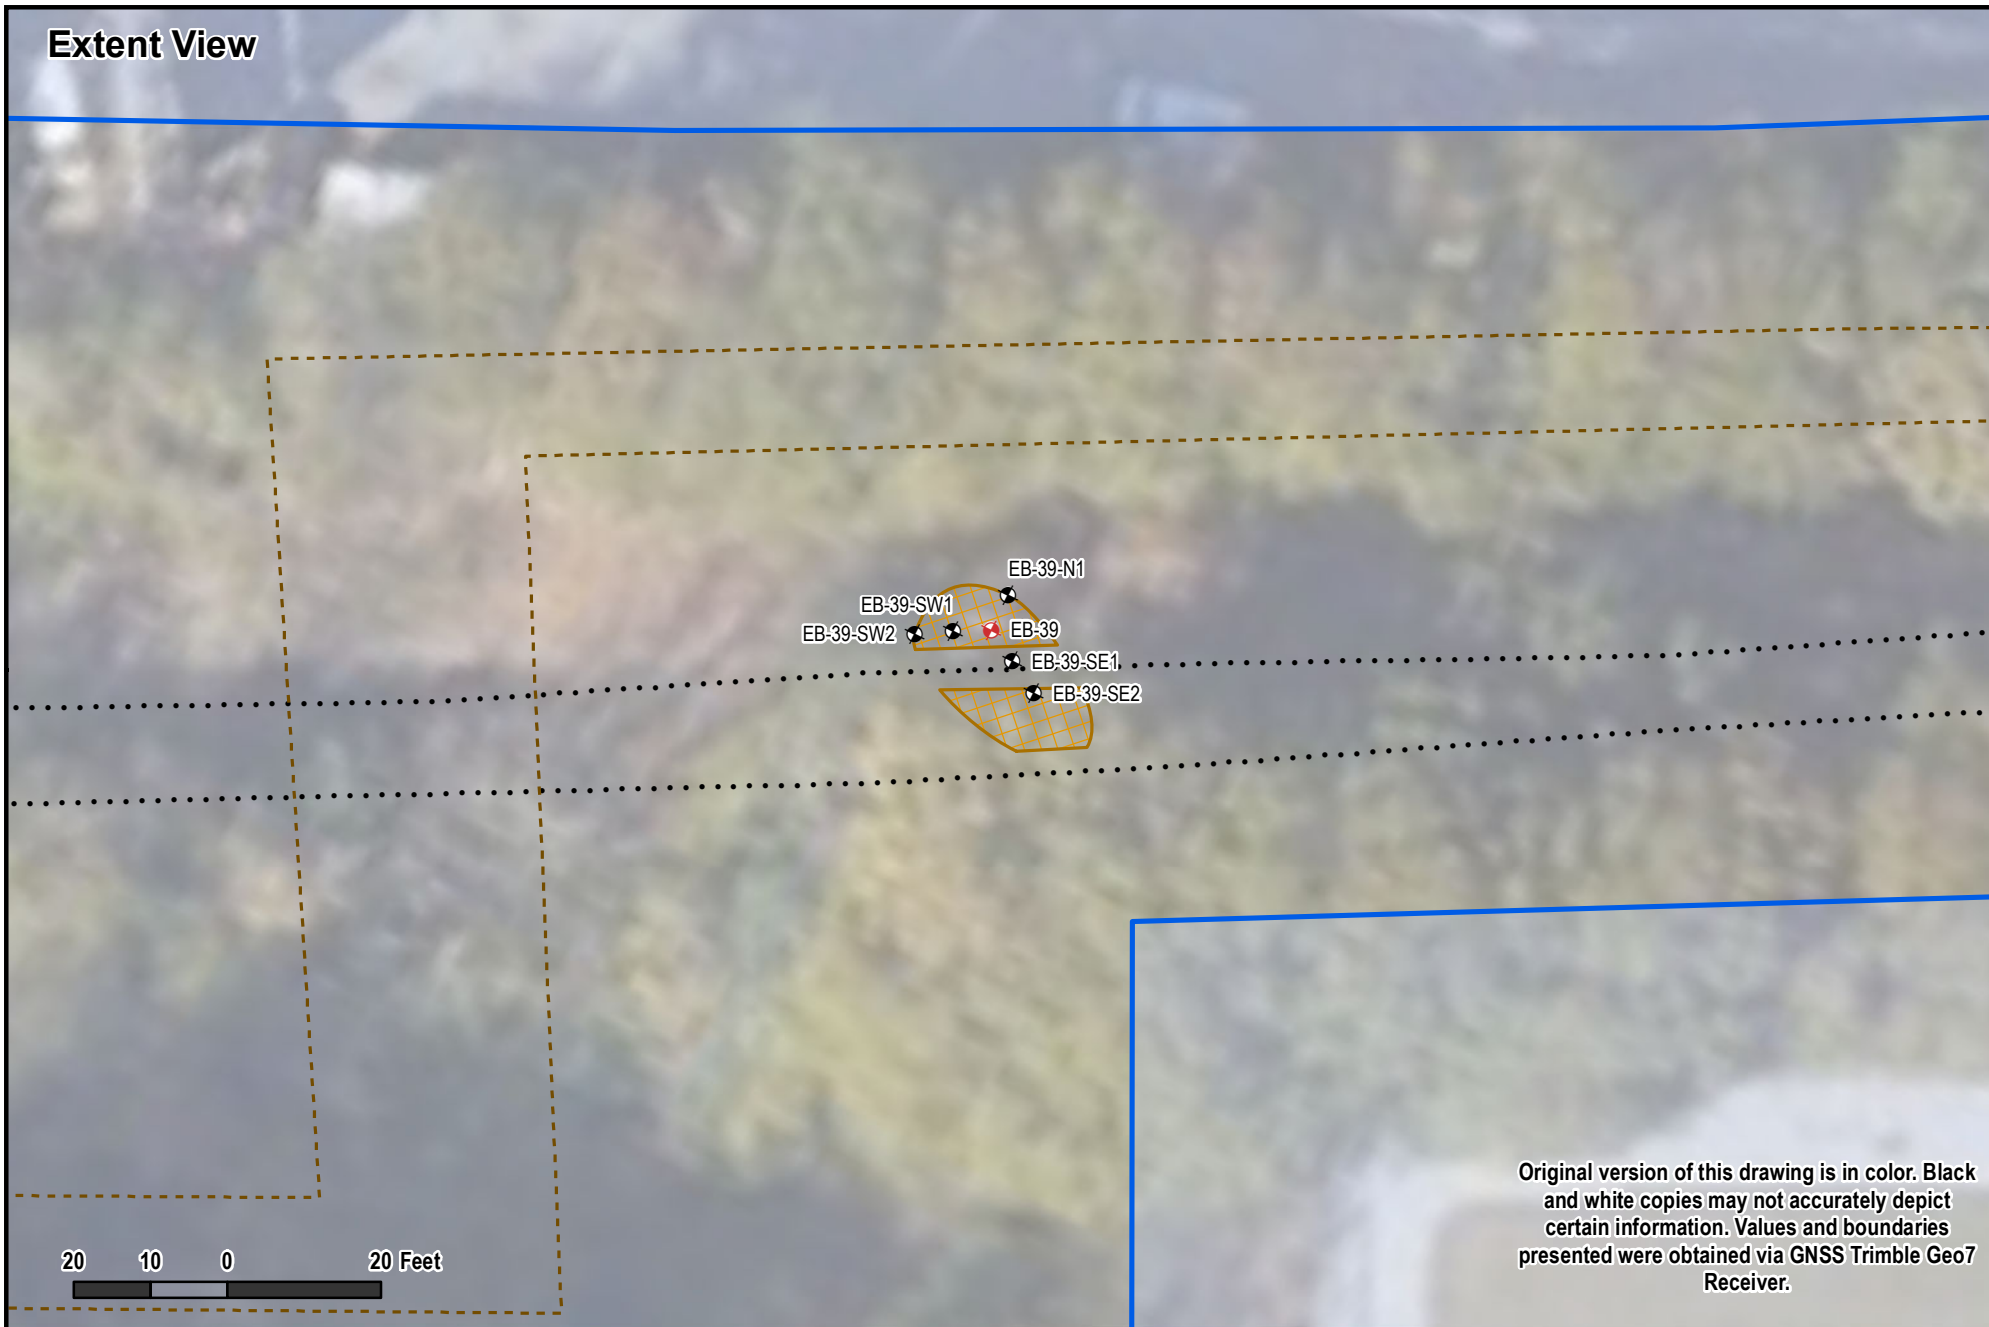 Extent View
EB-39-N1
EB-39-SW1
EB-39-SW2
EB-39
EB-39-SE1
EB-39-SE2
20 10 0 20 Feet
Original version of this drawing is in color. Black
and white copies may not accurately depict
certain information. Values and boundaries
presented were obtained via GNSS Trimble Geo7
Receiver.